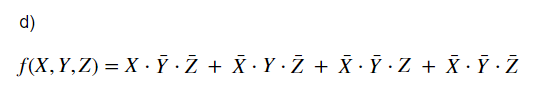 d)
f(X, Y, Z) = X · Ȳ · Z̄ + X̄ · Y · Z̄ + X̄ · Ȳ · Z + X̄ · Ȳ · Z̄